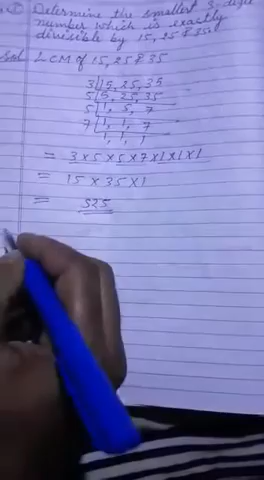 Q ① Determine the smallest 3-digit
number which is exactly
divisible by 15, 25 & 35.
Sol LCM of 15, 25 & 35
3 | 15, 25, 35
5 | 5, 25, 35
5 | 1, 5, 7
7 | 1, 1, 7
1, 1, 1
= 3 × 5 × 5 × 7 × 1 × 1 × 1
= 15 × 35 × 1
= 525